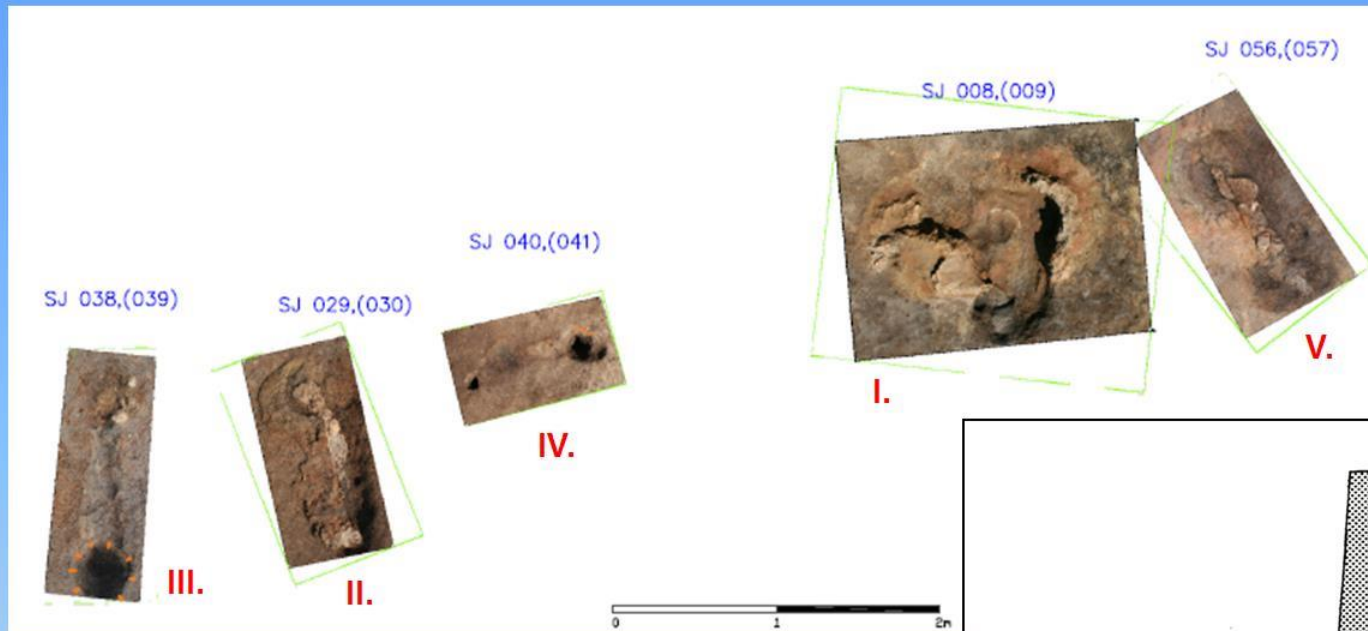 SJ 056,(057)
SJ 008,(009)
SJ 040,(041)
SJ 038,(039)
SJ 029,(030)
V.
I.
IV.
III.
II.
0 1 2m